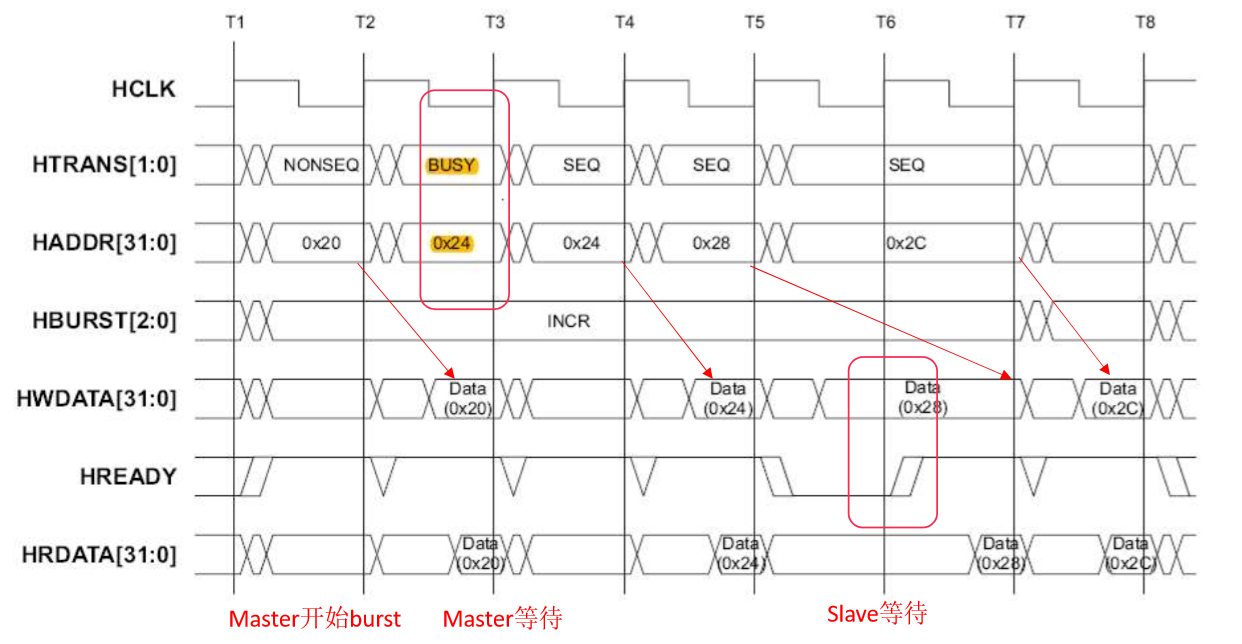 T1 T2 T3 T4 T5 T6 T7 T8
HCLK
HTRANS[1:0] NONSEQ BUSY SEQ SEQ SEQ
HADDR[31:0] 0x20 0x24 0x24 0x28 0x2C
HBURST[2:0] INCR
HWDATA[31:0] Data Data Data Data
(0x20) (0x24) (0x28) (0x2C)
HREADY
HRDATA[31:0] Data Data Data Data
(0x20) (0x24) (0x28) (0x2C)
Master开始burst Master等待 Slave等待